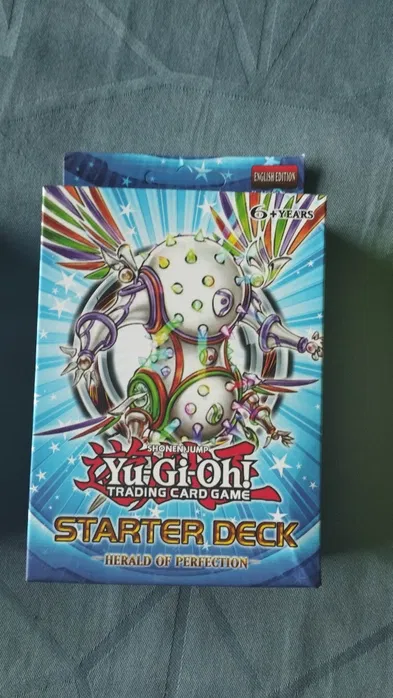 ENGLISH EDITION
6+YEARS
SHONEN JUMP
Yu-Gi-Oh!
TRADING CARD GAME
STARTER DECK
HERALD OF PERFECTION